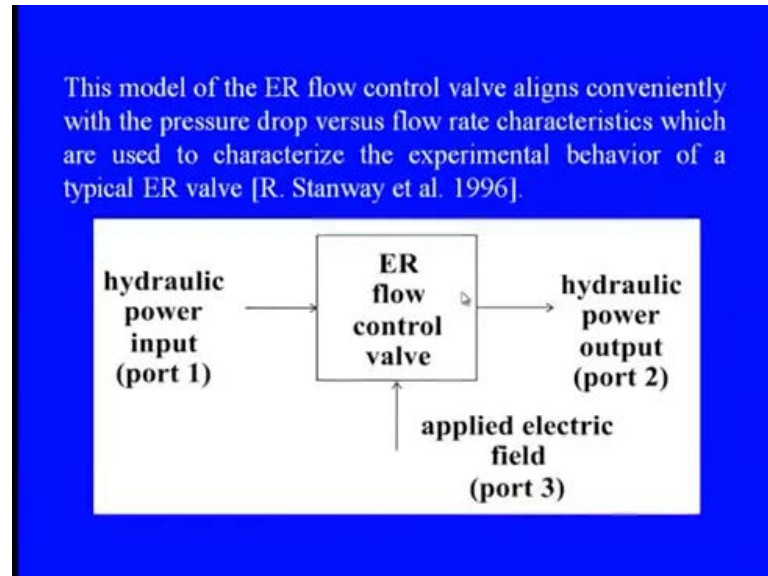 This model of the ER flow control valve aligns conveniently
with the pressure drop versus flow rate characteristics which
are used to characterize the experimental behavior of a
typical ER valve [R. Stanway et al. 1996].
hydraulic
power
input
(port 1)
ER
flow
control
valve
hydraulic
power
output
(port 2)
applied electric
field
(port 3)